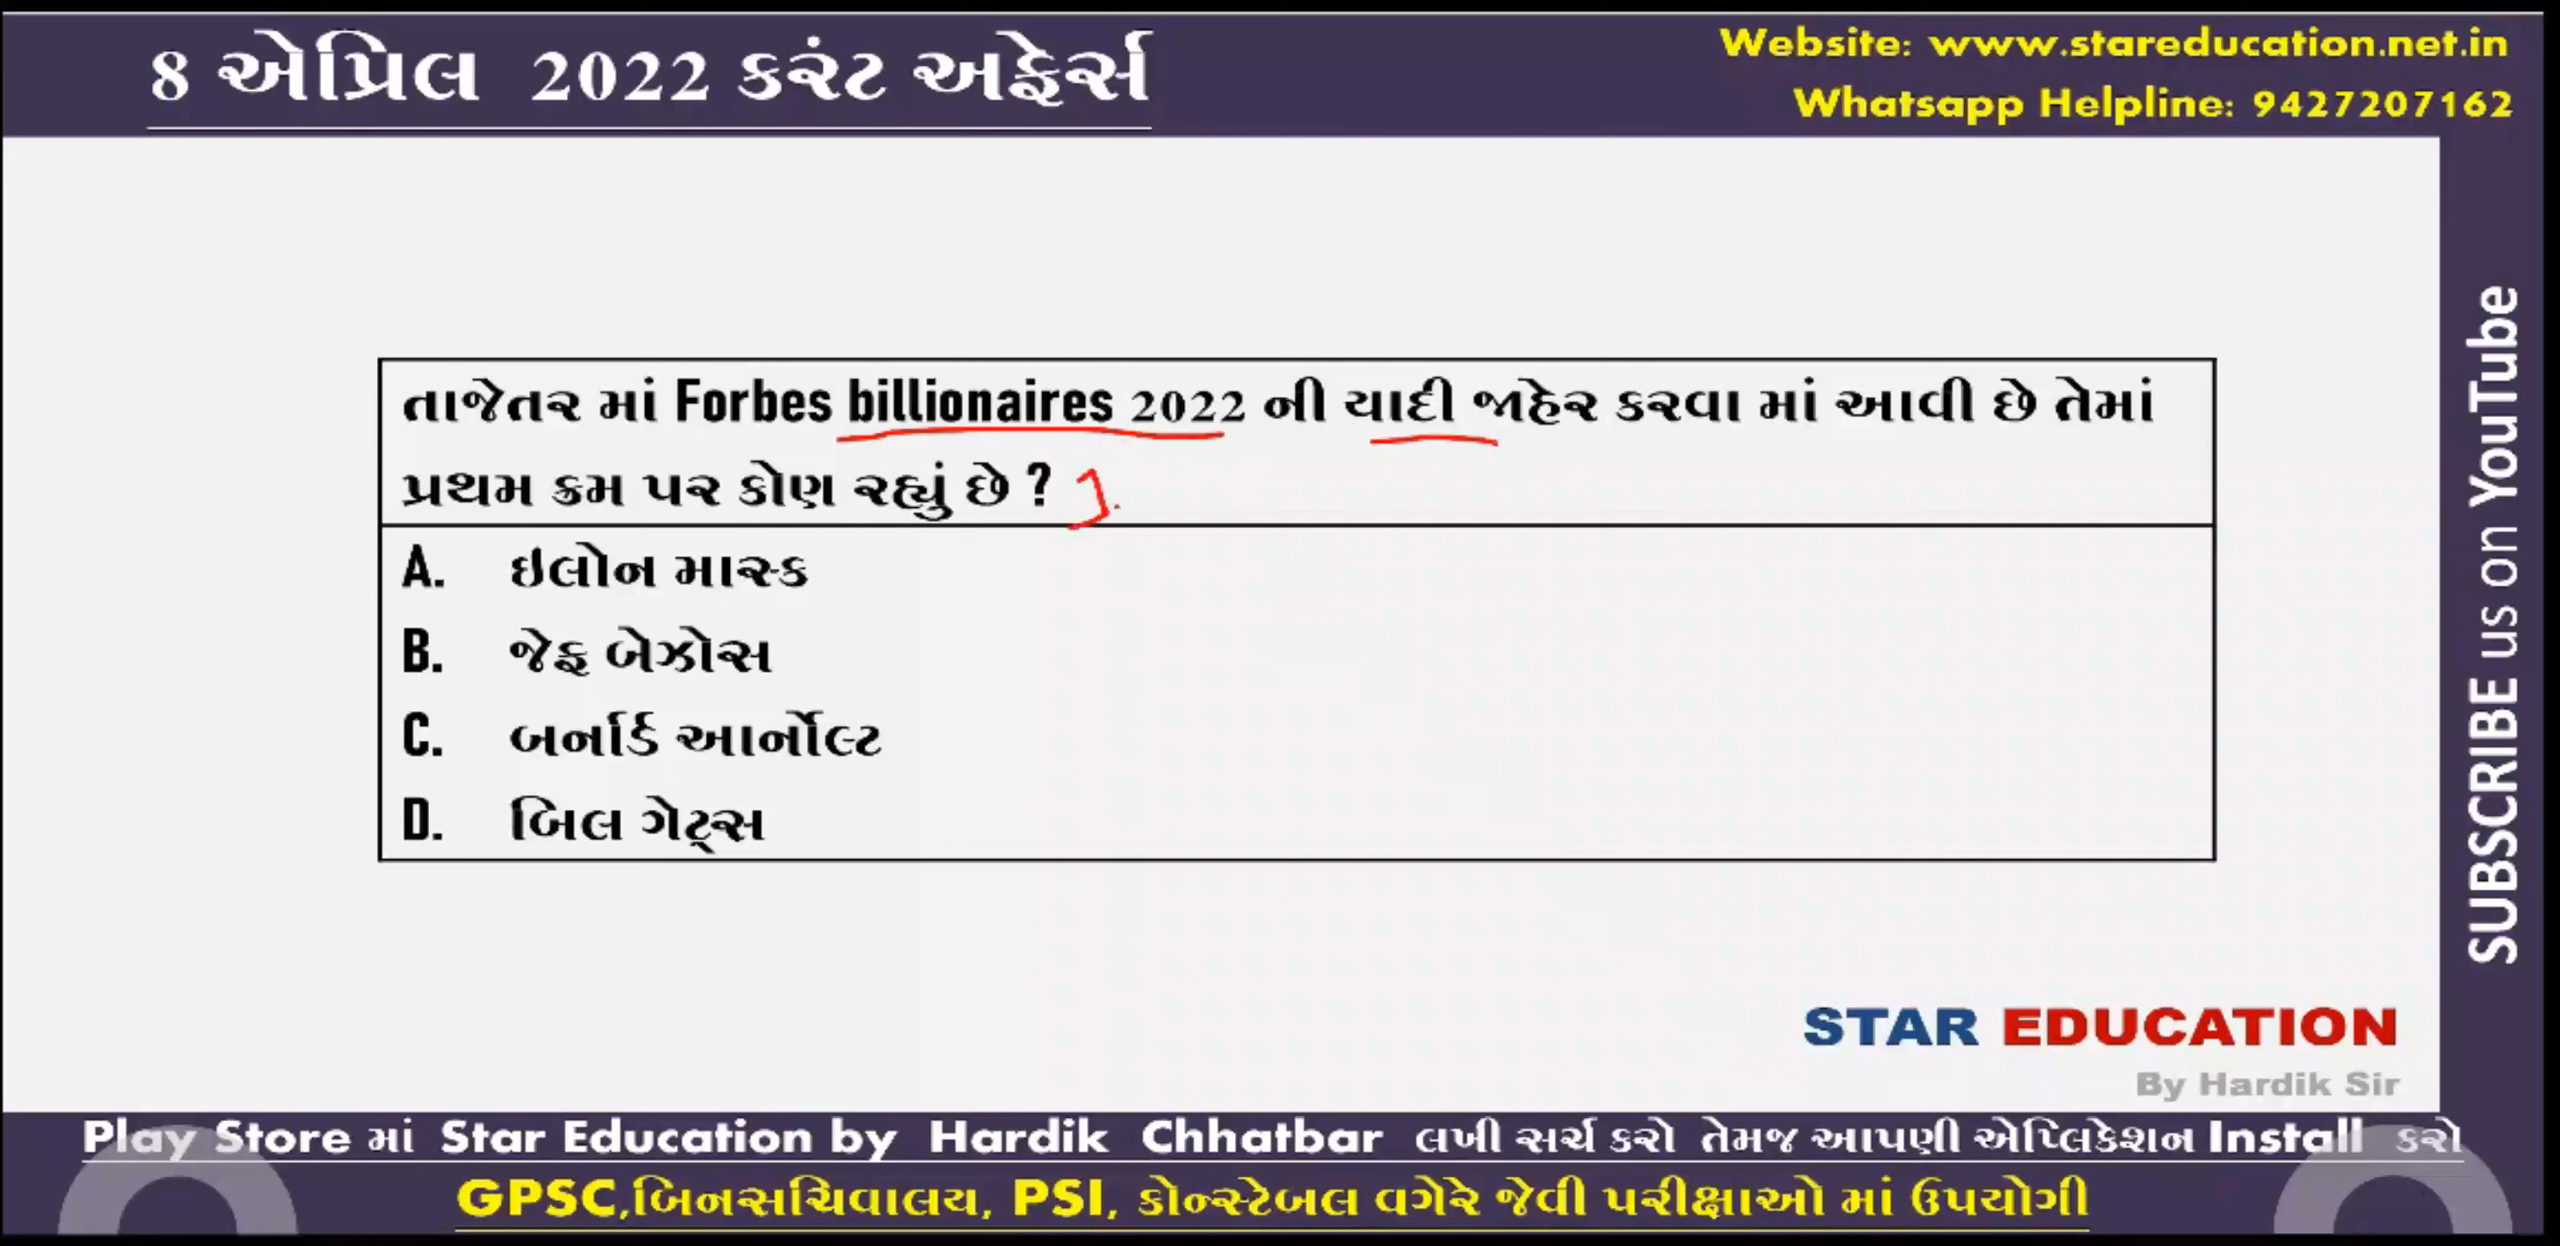 8 એપ્રિલ 2022 કરંટ અફેર્સ
Website: www.stareducation.net.in
Whatsapp Helpline: 9427207162
તાજેતર માં Forbes billionaires 2022 ની યાદી જાહેર કરવા માં આવી છે તેમાં
પ્રથમ ક્રમ પર કોણ રહ્યું છે ?
A. ઇલોન માસ્ક
B. જેફ બેઝોસ
C. બર્નાર્ડ આર્નોલ્ટ
D. બિલ ગેટ્સ
SUBSCRIBE us on YouTube
STAR EDUCATION
By Hardik Sir
Play Store માં Star Education by Hardik Chhatbar લખી સર્ચ કરો તેમજ આપણી એપ્લિકેશન Install કરો
GPSC,બિનસચિવાલય, PSI, કોન્સ્ટેબલ વગેરે જેવી પરીક્ષાઓ માં ઉપયોગી